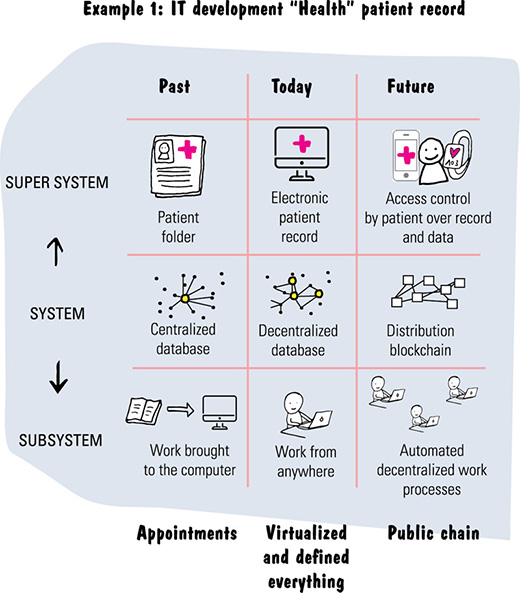 Example 1: IT development “Health” patient record
Past
Today
Future
SUPER SYSTEM
Patient
folder
Electronic
patient
record
103
Access control
by patient over record
and data
SYSTEM
Centralized
database
Decentralized
database
Distribution
blockchain
SUBSYSTEM
Work brought
to the computer
Work from
anywhere
Automated
decentralized work
processes
Appointments
Virtualized
and defined
everything
Public chain